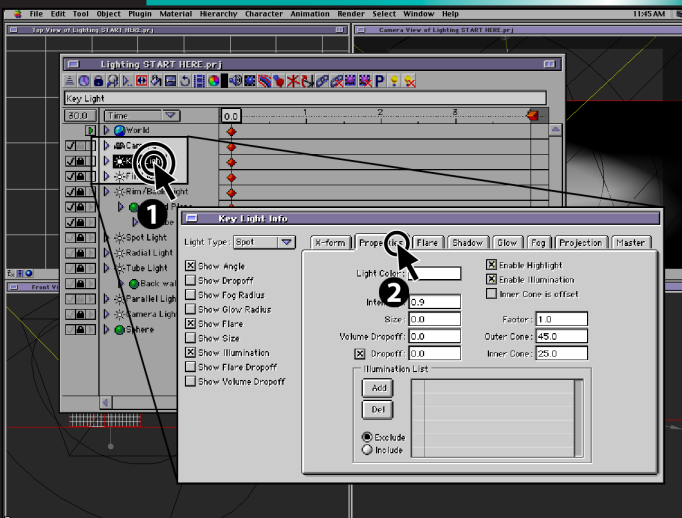 File Edit Tool Object Plugin Material Hierarchy Character Animation Render Select Window Help 11:45 AM
Top View of Lighting START HERE.prj
Camera View of Lighting START HERE.prj
Lighting START HERE.prj
Key Light
30.0 Time 0.0 1 2 3
World
Rim/Back Light
Spot Light
Radial Light
Tube Light
Back wal
Parallel Ligh
Camera Ligh
Sphere
Front Vi
1
Key Light Info
Light Type: Spot
X-form Properties Flare Shadow Glow Fog Projection Master
Show Angle
Show Dropoff
Show Fog Radius
Show Glow Radius
Show Flare
Show Size
Show Illumination
Show Flare Dropoff
Show Volume Dropoff
2
Light Color:
0.9
Size: 0.0
Volume Dropoff: 0.0
Dropoff: 0.0
Enable Highlight
Enable Illumination
Inner Cone is offset
Factor: 1.0
Outer Cone: 45.0
Inner Cone: 25.0
Illumination List
Add
Del
Exclude
Include